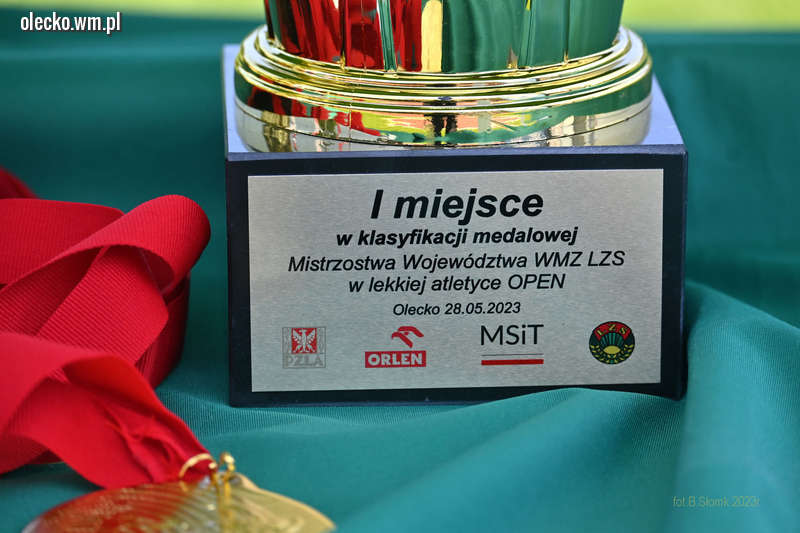 olecko.wm.pl
I miejsce
w klasyfikacji medalowej
Mistrzostwa Województwa WMZ LZS
w lekkiej atletyce OPEN
Olecko 28.05.2023
PZLA
ORLEN
MSiT
LZS
fot.B.Słomk 2023r